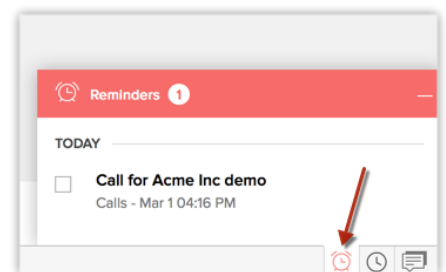 Reminders 1
TODAY
Call for Acme Inc demo
Calls - Mar 1 04:16 PM